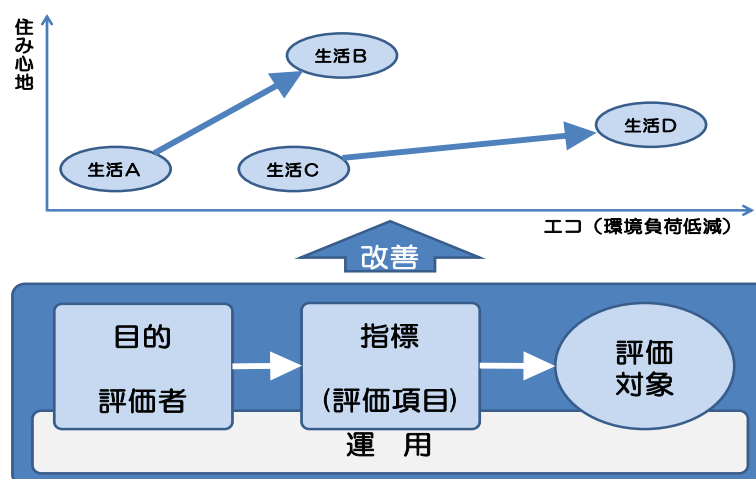 住み心地
生活B
生活D
生活A
生活C
エコ（環境負荷低減）
改善
目的
評価者
指標
(評価項目)
評価
対象
運　用